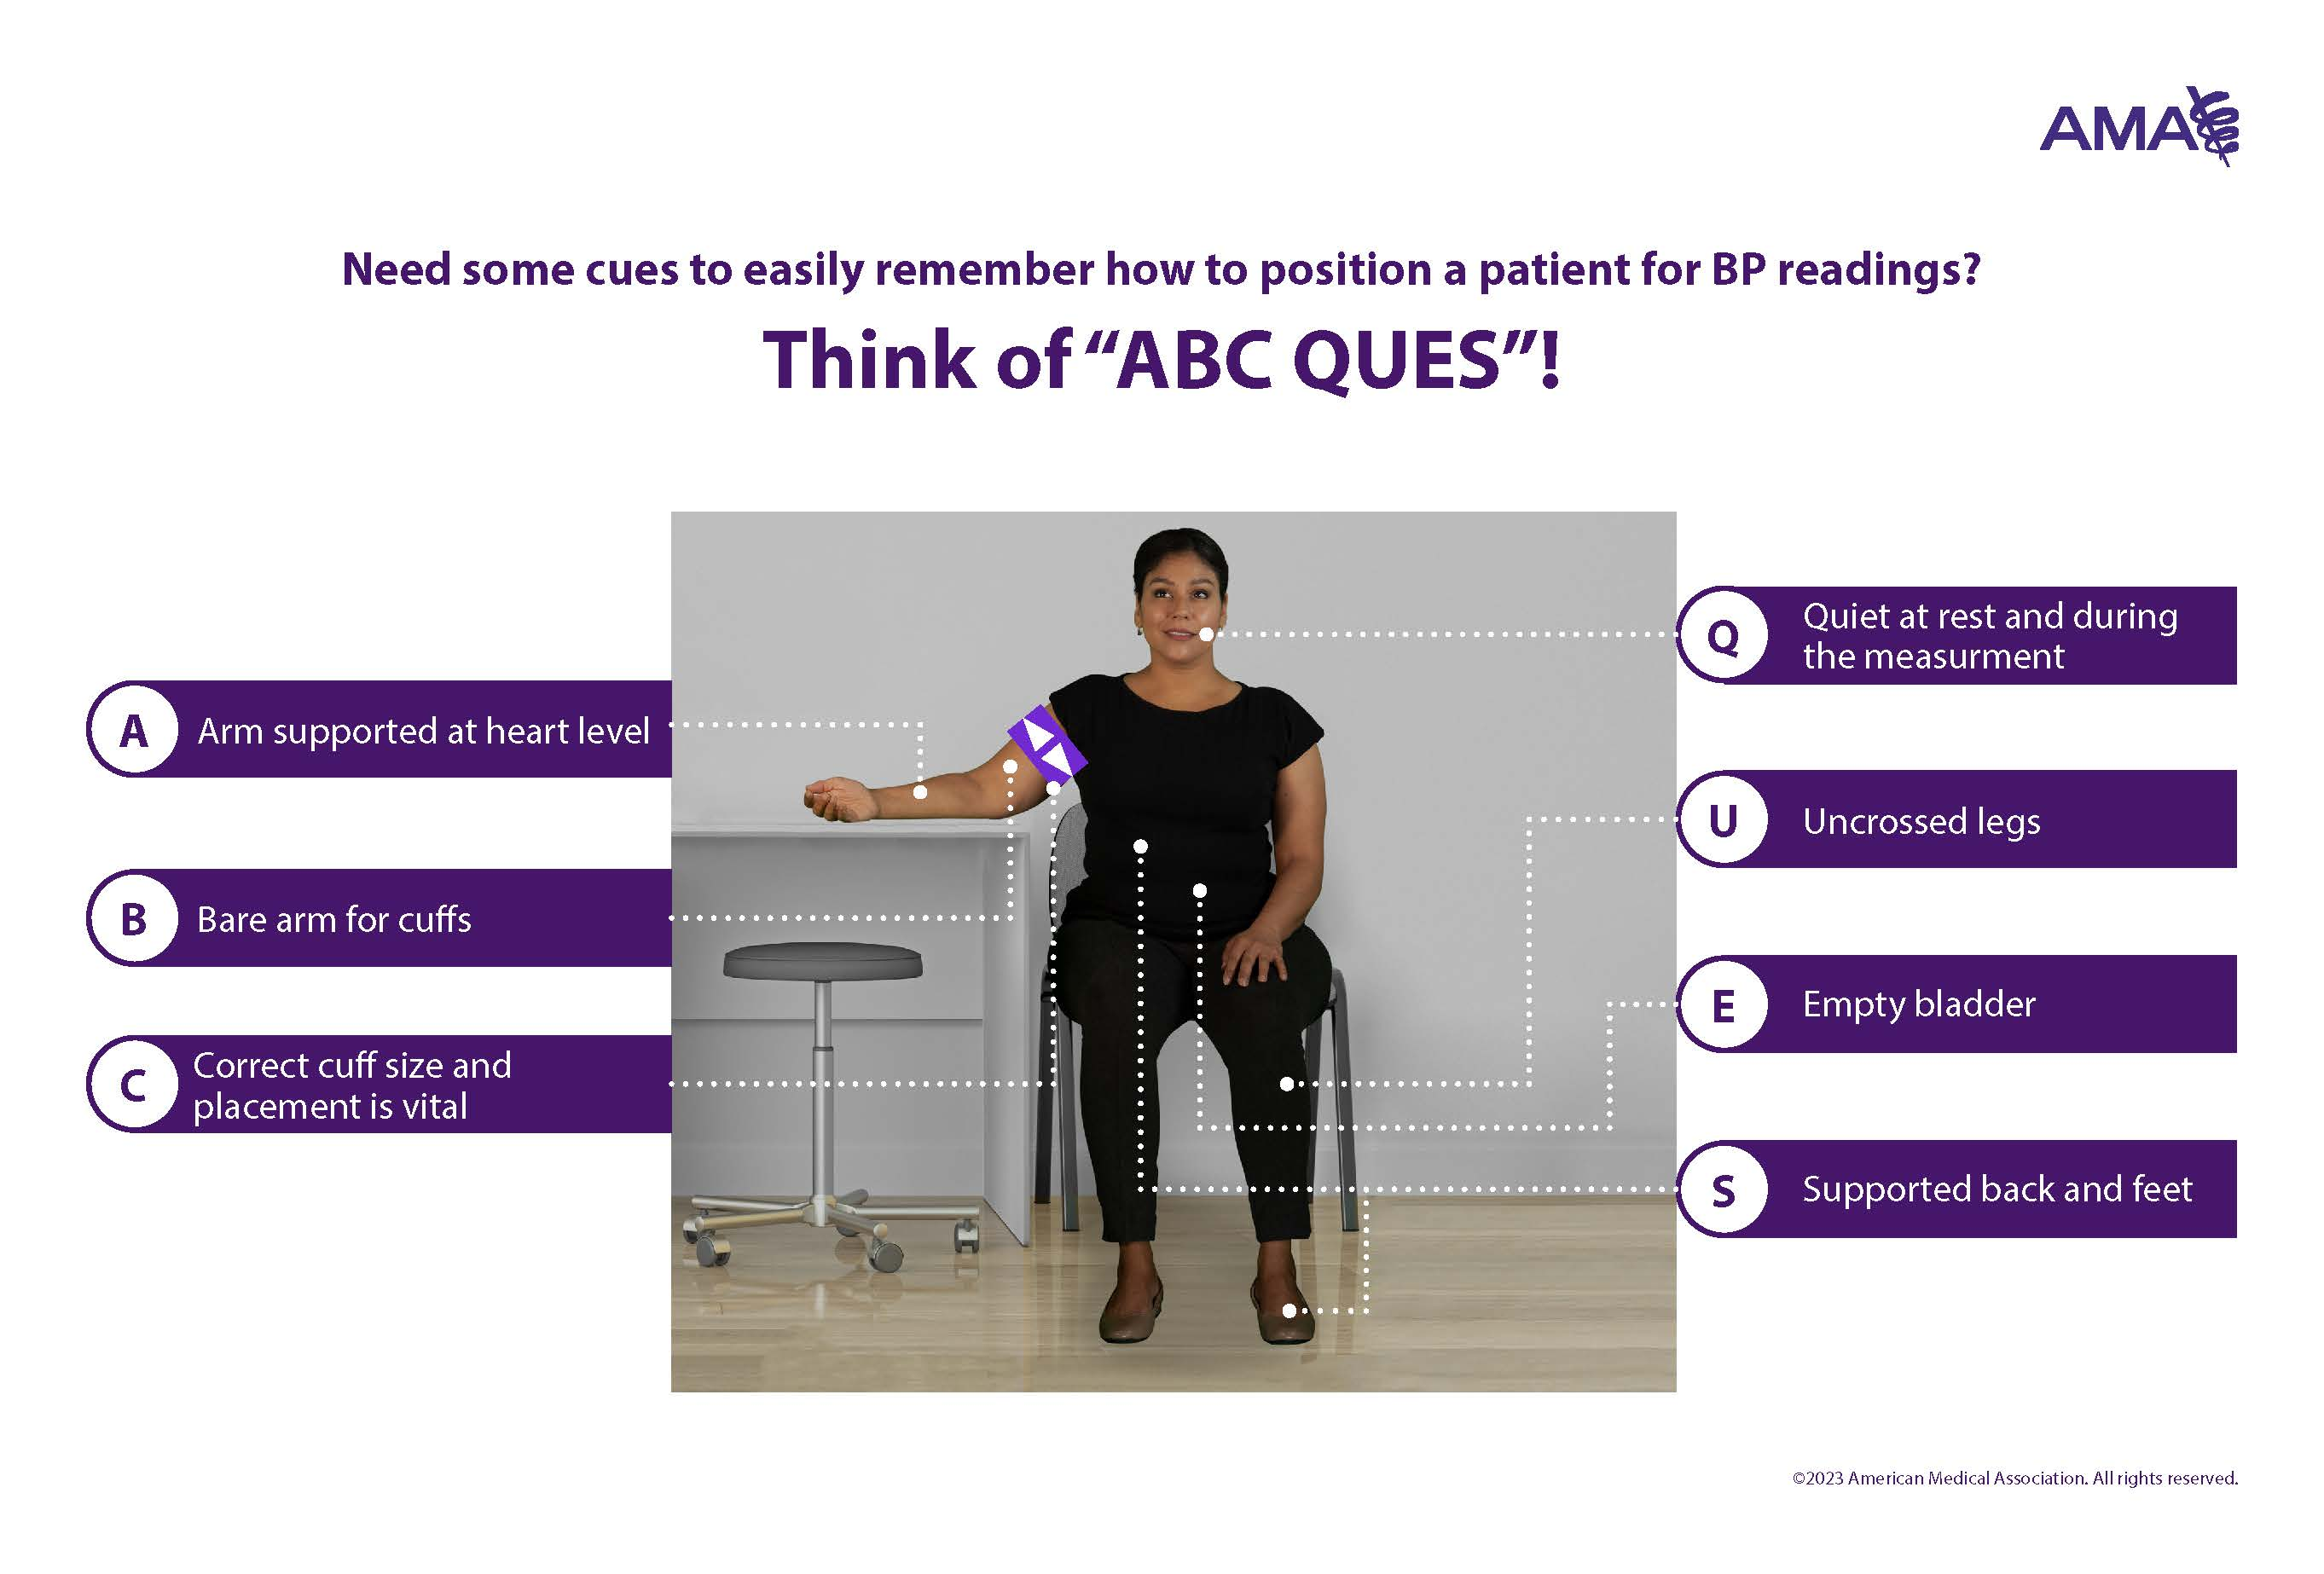 AMA
Need some cues to easily remember how to position a patient for BP readings?
Think of “ABC QUES”!
A
Arm supported at heart level
B
Bare arm for cuffs
C
Correct cuff size and
placement is vital
Q
Quiet at rest and during
the measurment
U
Uncrossed legs
E
Empty bladder
S
Supported back and feet
©2023 American Medical Association. All rights reserved.